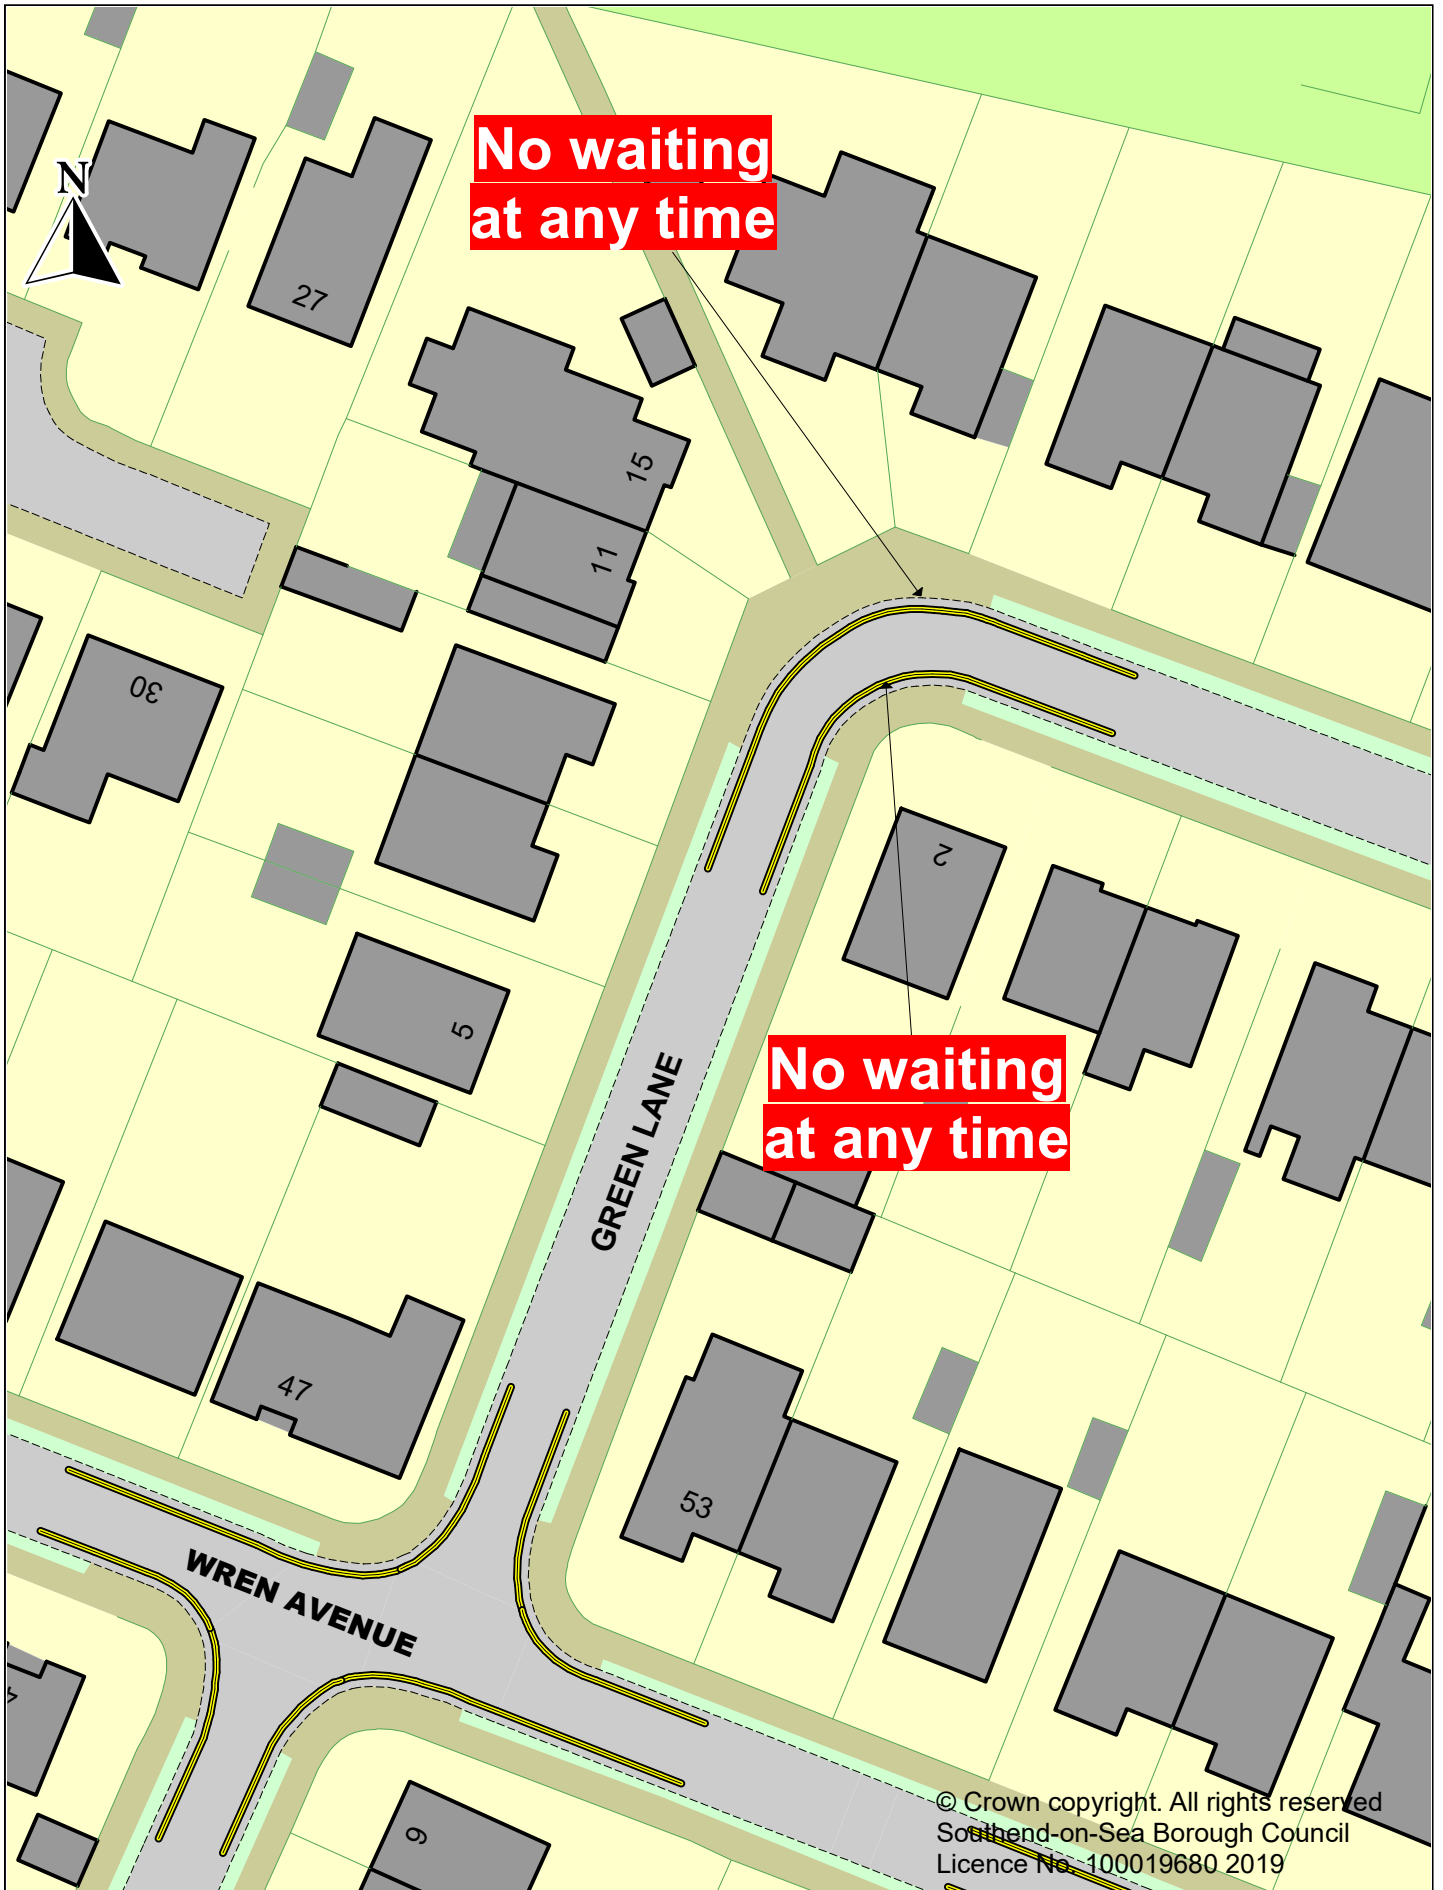 No waiting
at any time
N
27
15
11
30
2
5
No waiting
at any time
GREEN LANE
47
53
WREN AVENUE
4
9
© Crown copyright. All rights reserved
Southend-on-Sea Borough Council
Licence No. 100019680 2019